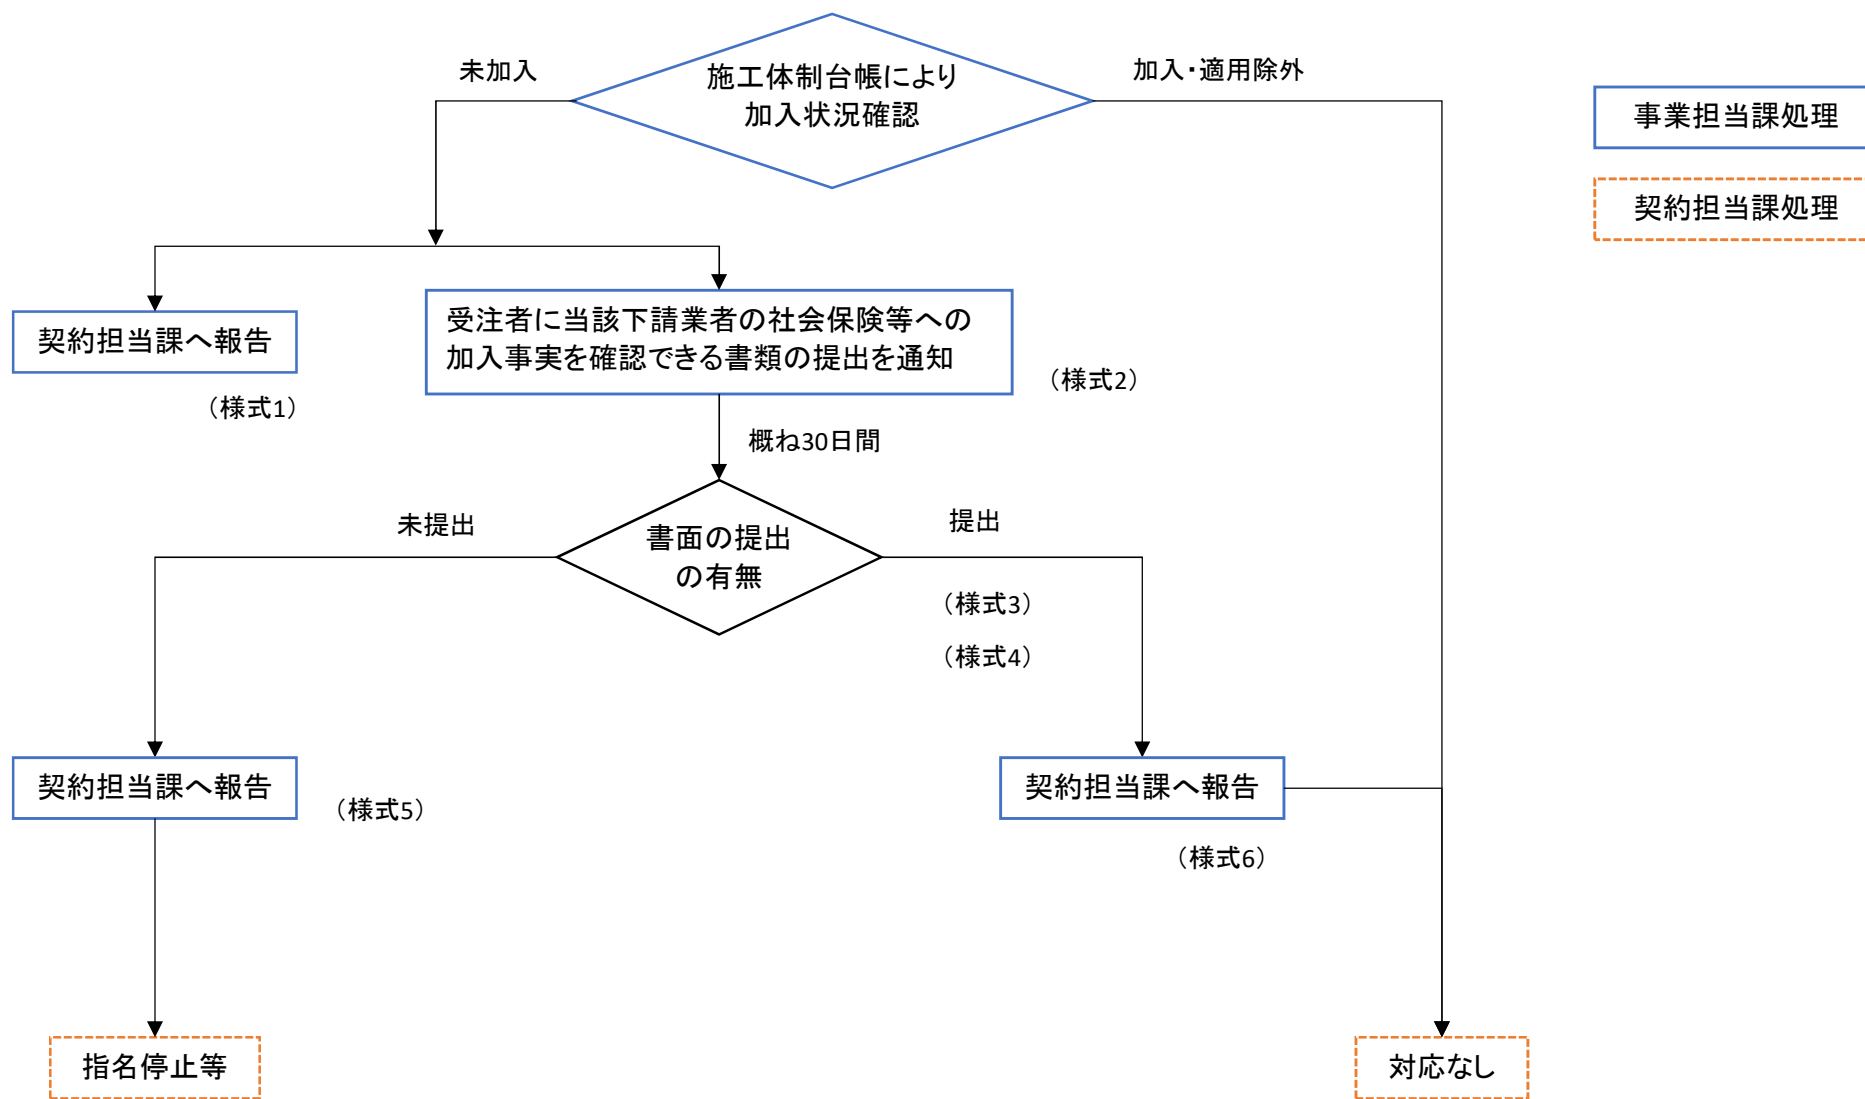 未加入
施工体制台帳により
加入状況確認
加入・適用除外
事業担当課処理
契約担当課処理
契約担当課へ報告
（様式1）
受注者に当該下請業者の社会保険等への
加入事実を確認できる書類の提出を通知
（様式2）
概ね30日間
未提出
書面の提出
の有無
提出
（様式3）
（様式4）
契約担当課へ報告
（様式5）
契約担当課へ報告
（様式6）
指名停止等
対応なし